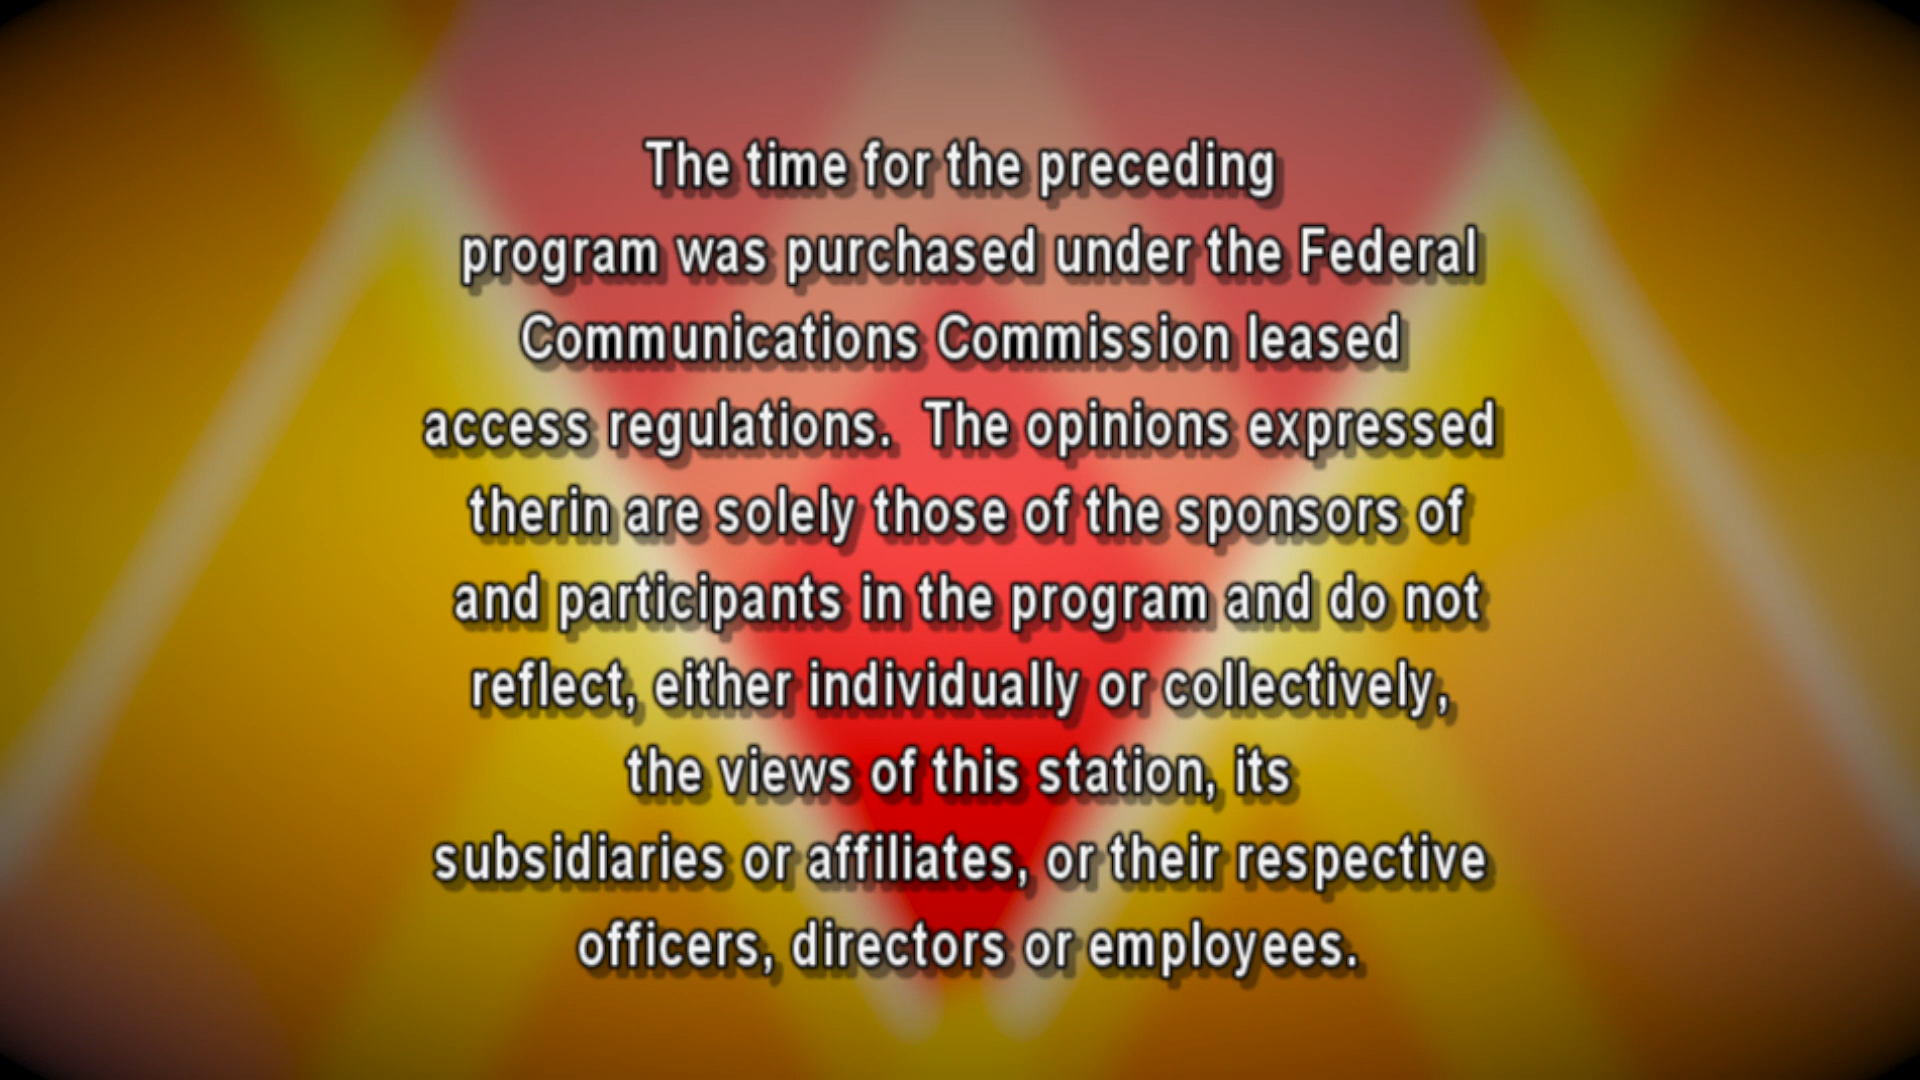 The time for the preceding
program was purchased under the Federal
Communications Commission leased
access regulations.  The opinions expressed
therin are solely those of the sponsors of
and participants in the program and do not
reflect, either individually or collectively,
the views of this station, its
subsidiaries or affiliates, or their respective
officers, directors or employees.